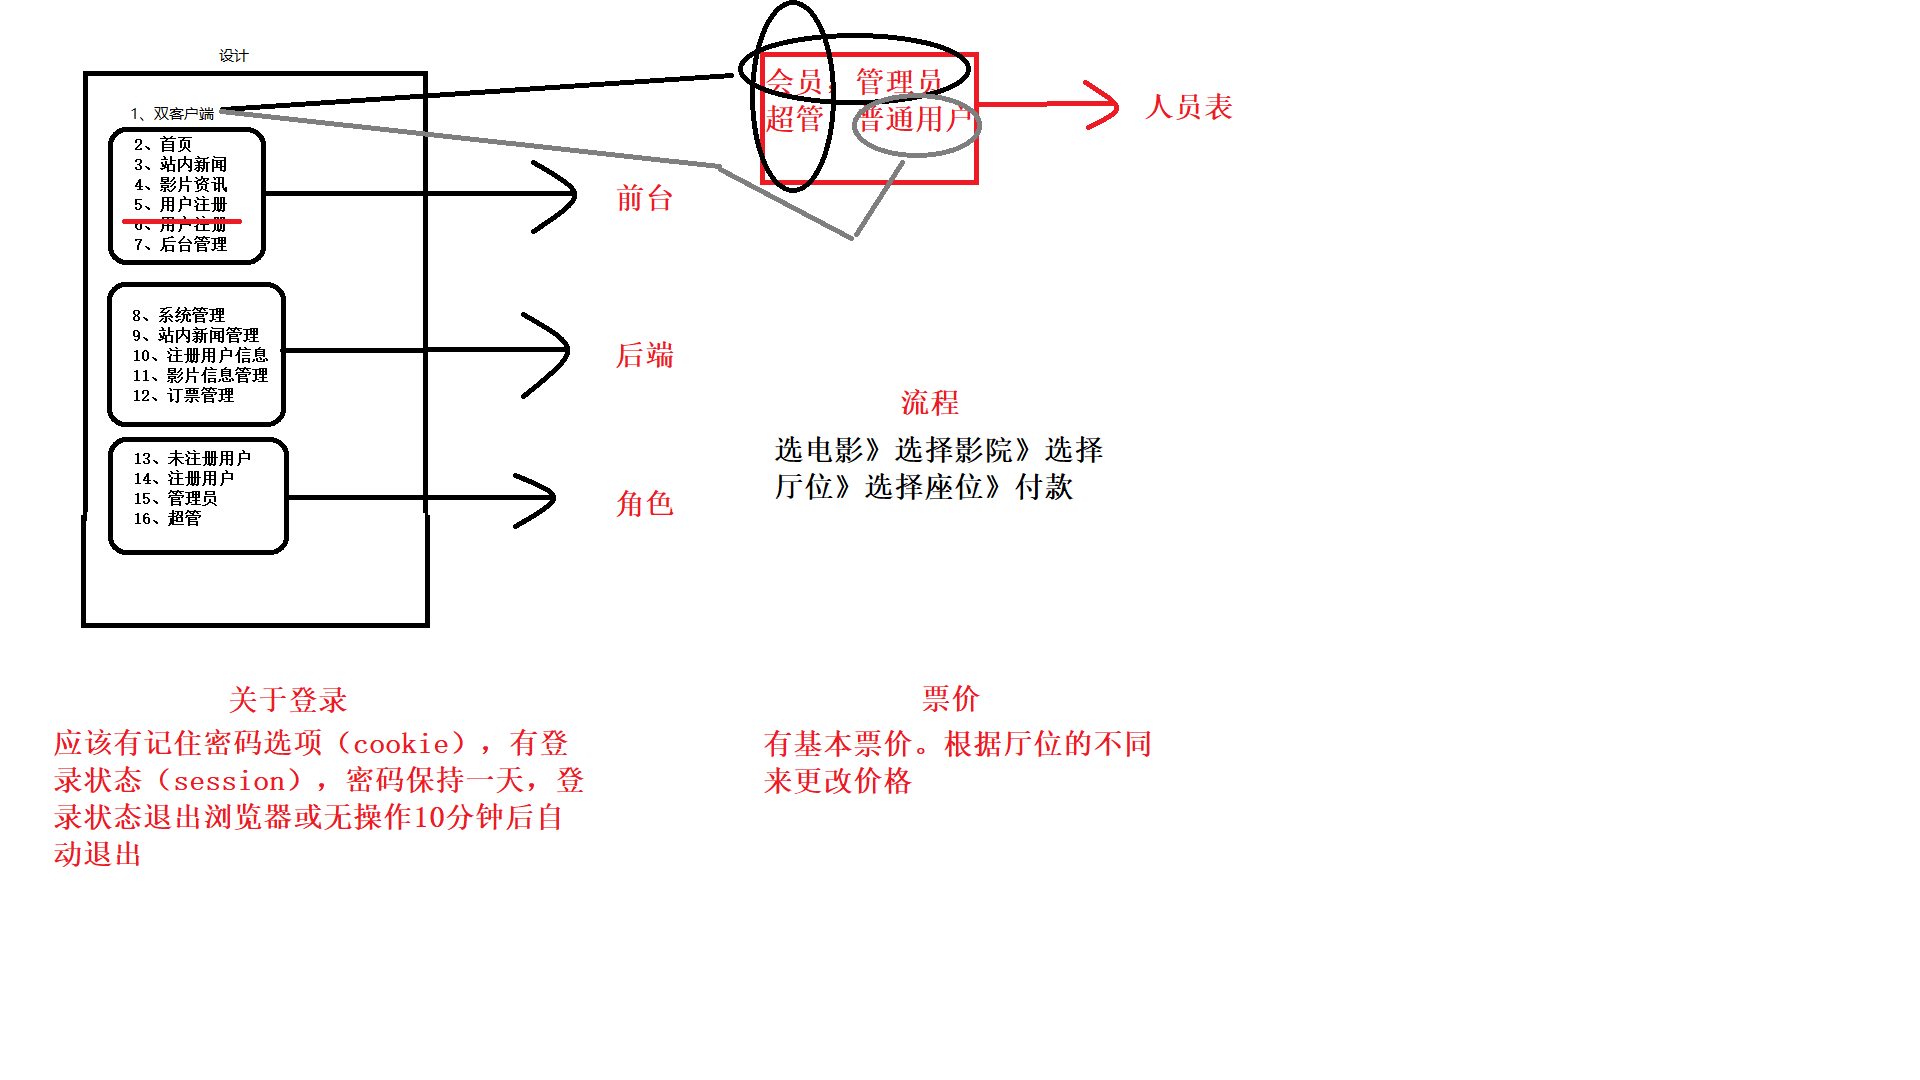 设计
1、双客户端
2、首页
3、站内新闻
4、影片资讯
5、用户注册
6、用户注册
7、后台管理
8、系统管理
9、站内新闻管理
10、注册用户信息
11、影片信息管理
12、订票管理
13、未注册用户
14、注册用户
15、管理员
16、超管
前台
后端
角色
会员，管理员
超管 普通用户
人员表
流程
选电影》选择影院》选择
厅位》选择座位》付款
关于登录
应该有记住密码选项（cookie），有登
录状态（session），密码保持一天，登
录状态退出浏览器或无操作10分钟后自
动退出
票价
有基本票价。根据厅位的不同
来更改价格